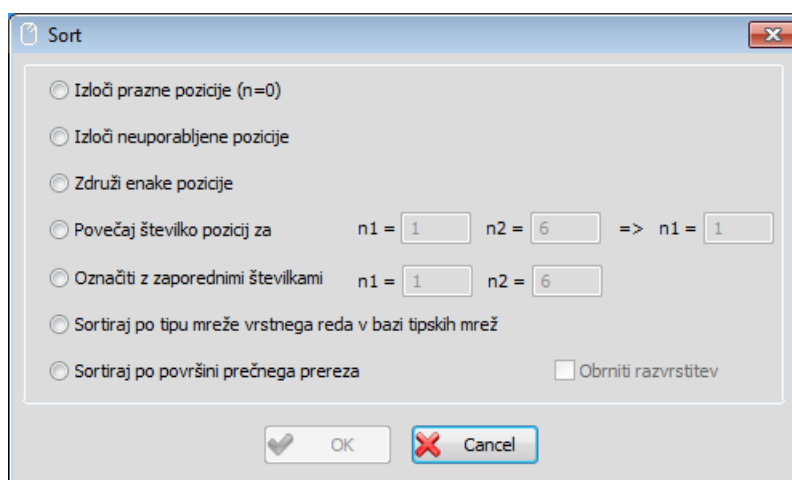 Sort
Izloči prazne pozicije (n=0)
Izloči neuporabljene pozicije
Združi enake pozicije
Povečaj številko pozicij za n1 = 1 n2 = 6 => n1 = 1
Označiti z zaporednimi številkami n1 = 1 n2 = 6
Sortiraj po tipu mreže vrstnega reda v bazi tipskih mrež
Sortiraj po površini prečnega prereza Obrniti razvrstitev
OK Cancel